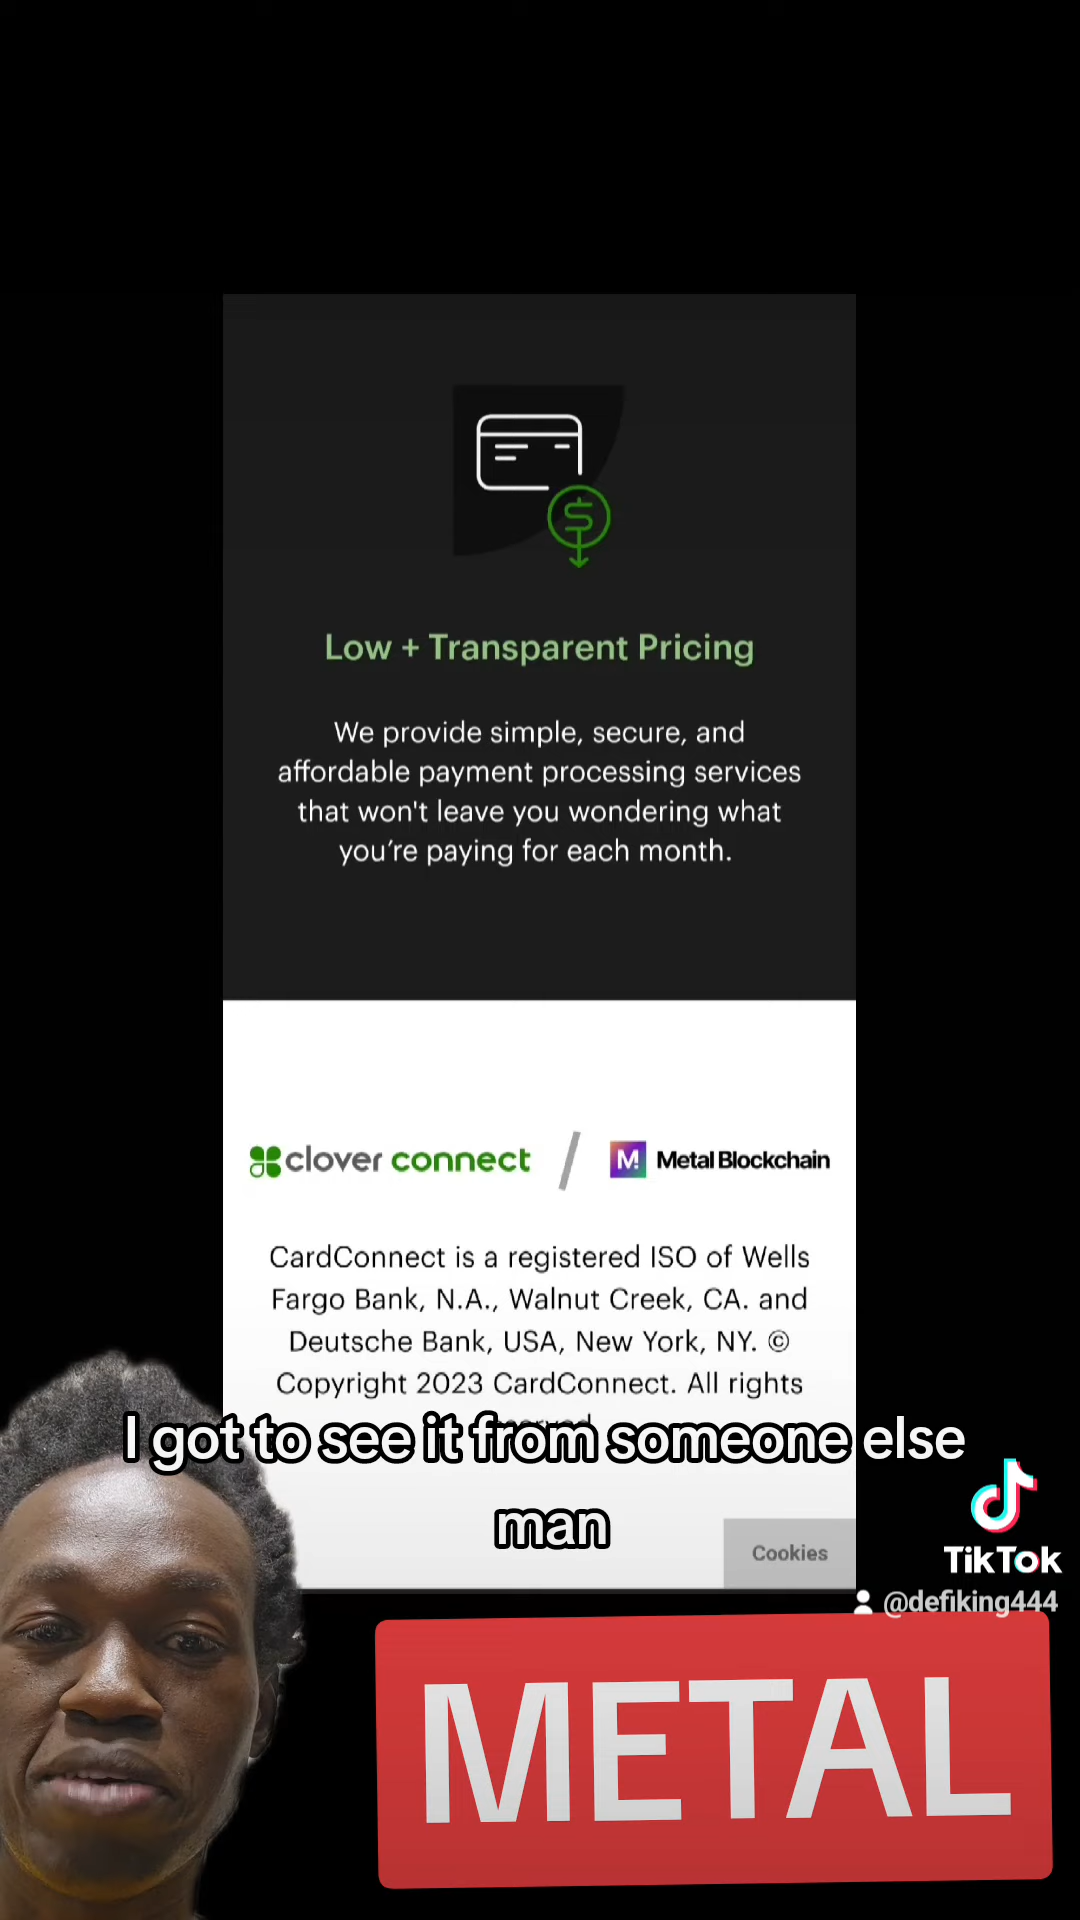 Low + Transparent Pricing
We provide simple, secure, and
affordable payment processing services
that won't leave you wondering what
you’re paying for each month.
clover connect / M! Metal Blockchain
CardConnect is a registered ISO of Wells
Fargo Bank, N.A., Walnut Creek, CA. and
Deutsche Bank, USA, New York, NY. ©
Copyright 2023 CardConnect. All rights
I got to see it from someone else
man
Cookies
TikTok
@defiking444
METAL